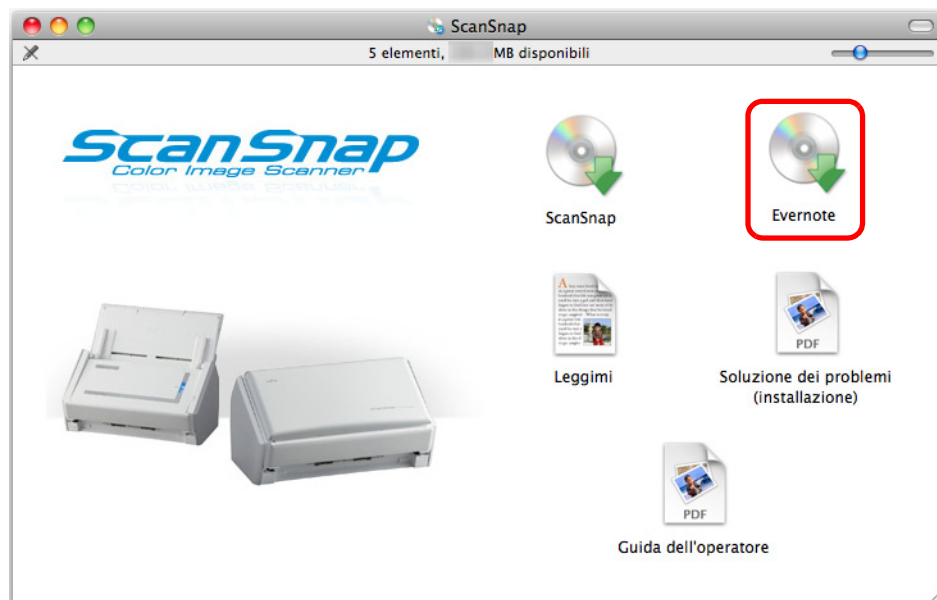 ScanSnap
5 elementi, MB disponibili
ScanSnap
Color Image Scanner
ScanSnap
Evernote
Leggimi
PDF
Soluzione dei problemi
(installazione)
PDF
Guida dell'operatore